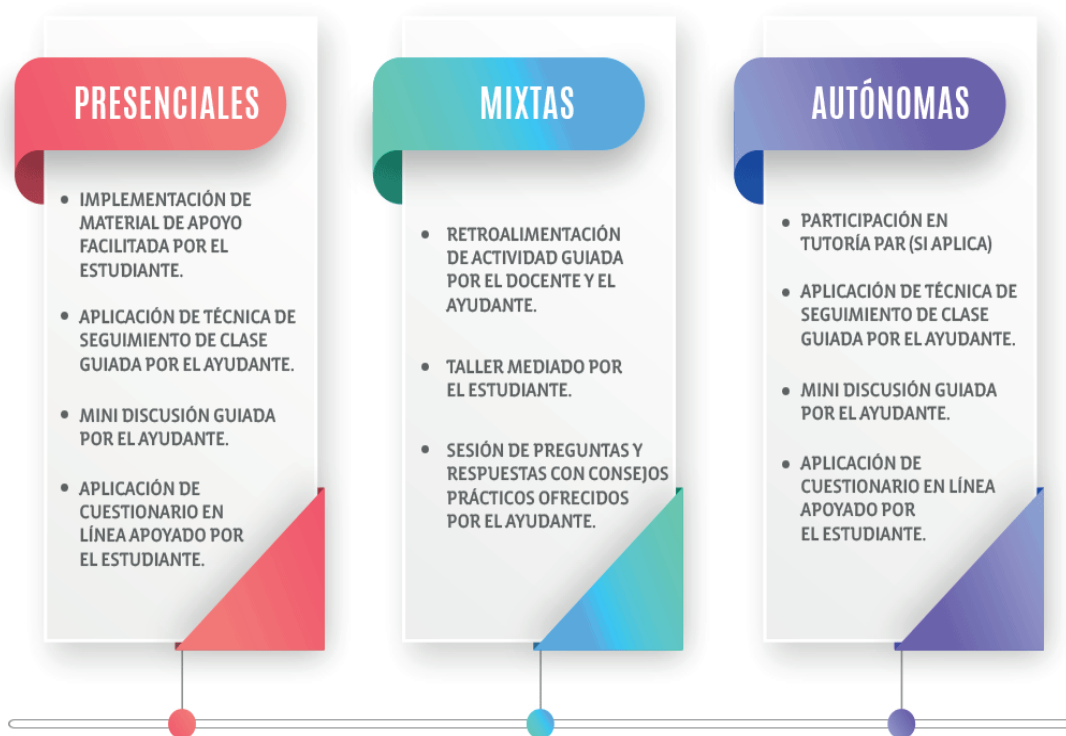 PRESENCIALES
IMPLEMENTACIÓN DE
MATERIAL DE APOYO
FACILITADA POR EL
ESTUDIANTE.
APLICACIÓN DE TÉCNICA DE
SEGUIMIENTO DE CLASE
GUIADA POR EL AYUDANTE.
MINI DISCUSIÓN GUIADA
POR EL AYUDANTE.
APLICACIÓN DE
CUESTIONARIO EN
LÍNEA APOYADO POR
EL ESTUDIANTE.
MIXTAS
RETROALIMENTACIÓN
DE ACTIVIDAD GUIADA
POR EL DOCENTE Y EL
AYUDANTE.
TALLER MEDIADO POR
EL ESTUDIANTE.
SESIÓN DE PREGUNTAS Y
RESPUESTAS CON CONSEJOS
PRÁCTICOS OFRECIDOS
POR EL AYUDANTE.
AUTÓNOMAS
PARTICIPACIÓN EN
TUTORÍA PAR (SI APLICA)
APLICACIÓN DE TÉCNICA DE
SEGUIMIENTO DE CLASE
GUIADA POR EL AYUDANTE.
MINI DISCUSIÓN GUIADA
POR EL AYUDANTE.
APLICACIÓN DE
CUESTIONARIO EN LÍNEA
APOYADO POR
EL ESTUDIANTE.